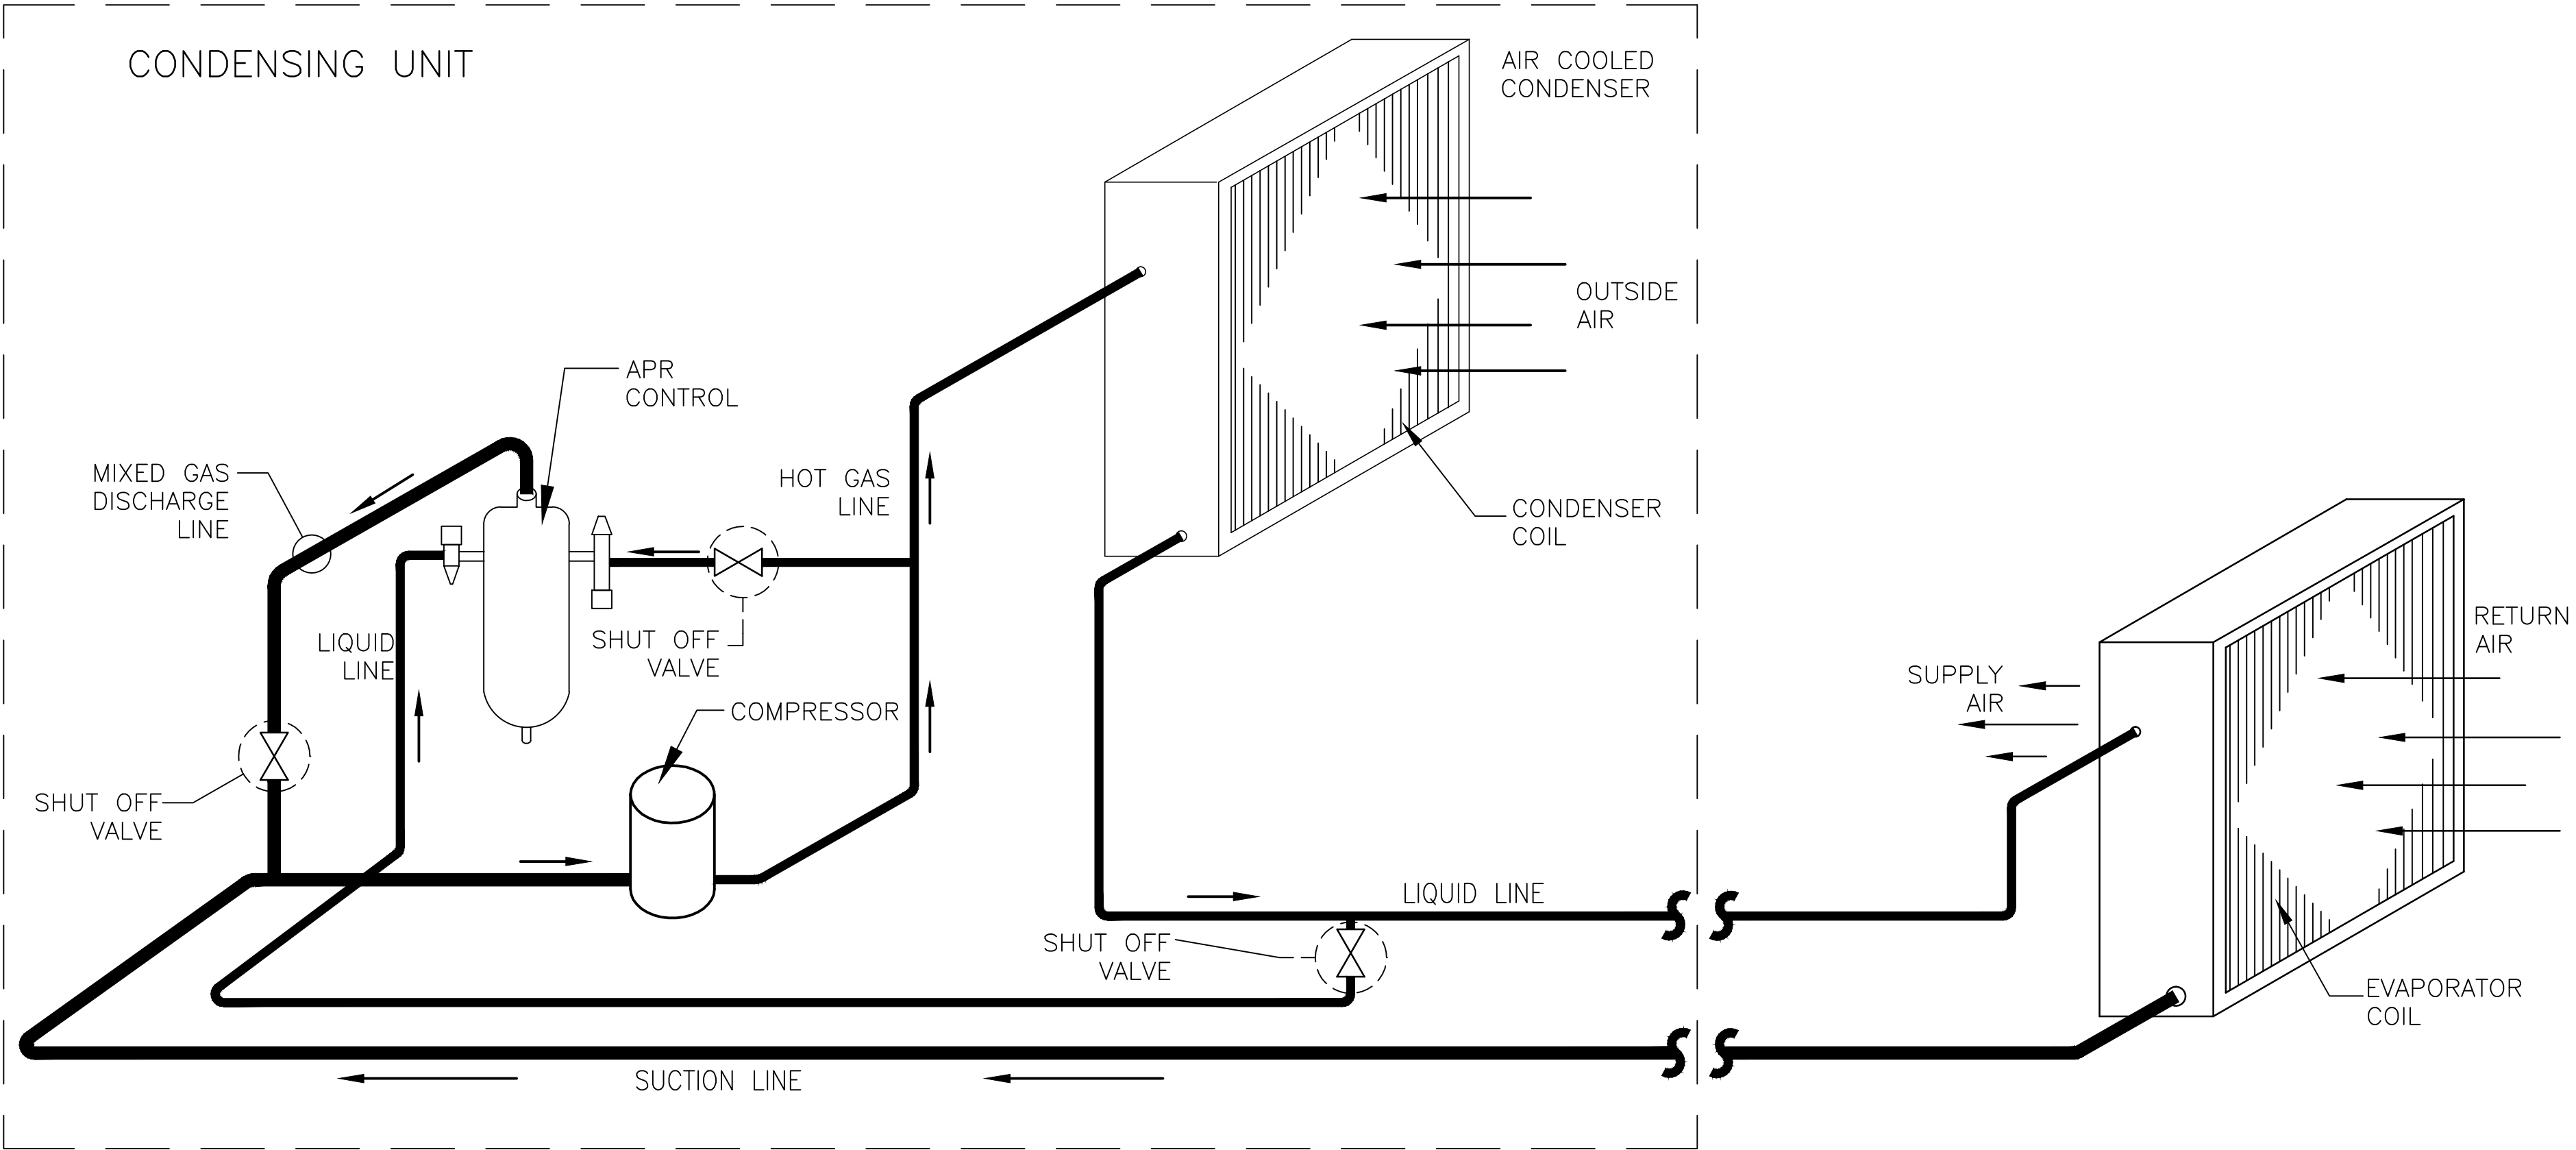 CONDENSING UNIT
AIR COOLED
CONDENSER
OUTSIDE
AIR
APR
CONTROL
MIXED GAS
DISCHARGE
LINE
HOT GAS
LINE
CONDENSER
COIL
LIQUID
LINE
SHUT OFF
VALVE
RETURN
AIR
SUPPLY
AIR
COMPRESSOR
SHUT OFF
VALVE
LIQUID LINE
SHUT OFF
VALVE
EVAPORATOR
COIL
SUCTION LINE